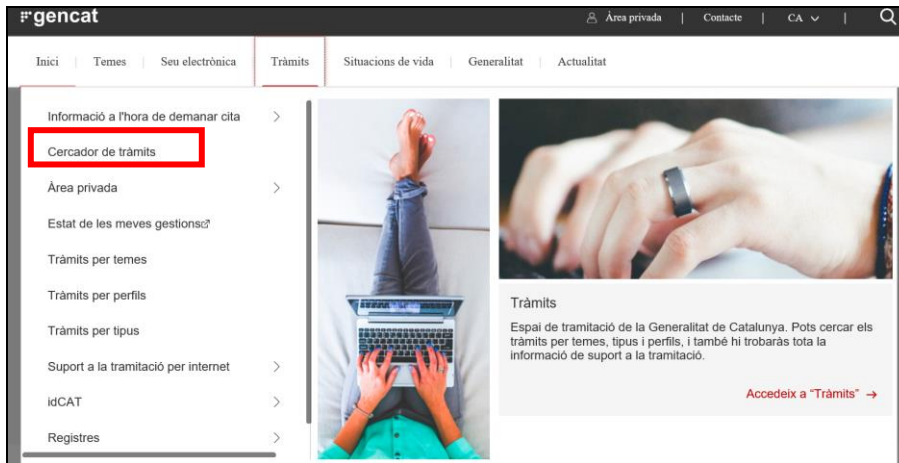 gencat
Àrea privada | Contacte | CA |
Inici | Temes | Seu electrònica | Tràmits | Situacions de vida | Generalitat | Actualitat
Informació a l'hora de demanar cita
Cercador de tràmits
Àrea privada
Estat de les meves gestions
Tràmits per temes
Tràmits per perfils
Tràmits per tipus
Suport a la tramitació per internet
idCAT
Registres
Tràmits
Espai de tramitació de la Generalitat de Catalunya. Pots cercar els
tràmits per temes, tipus i perfils, i també hi trobaràs tota la
informació de suport a la tramitació.
Accedeix a “Tràmits” →